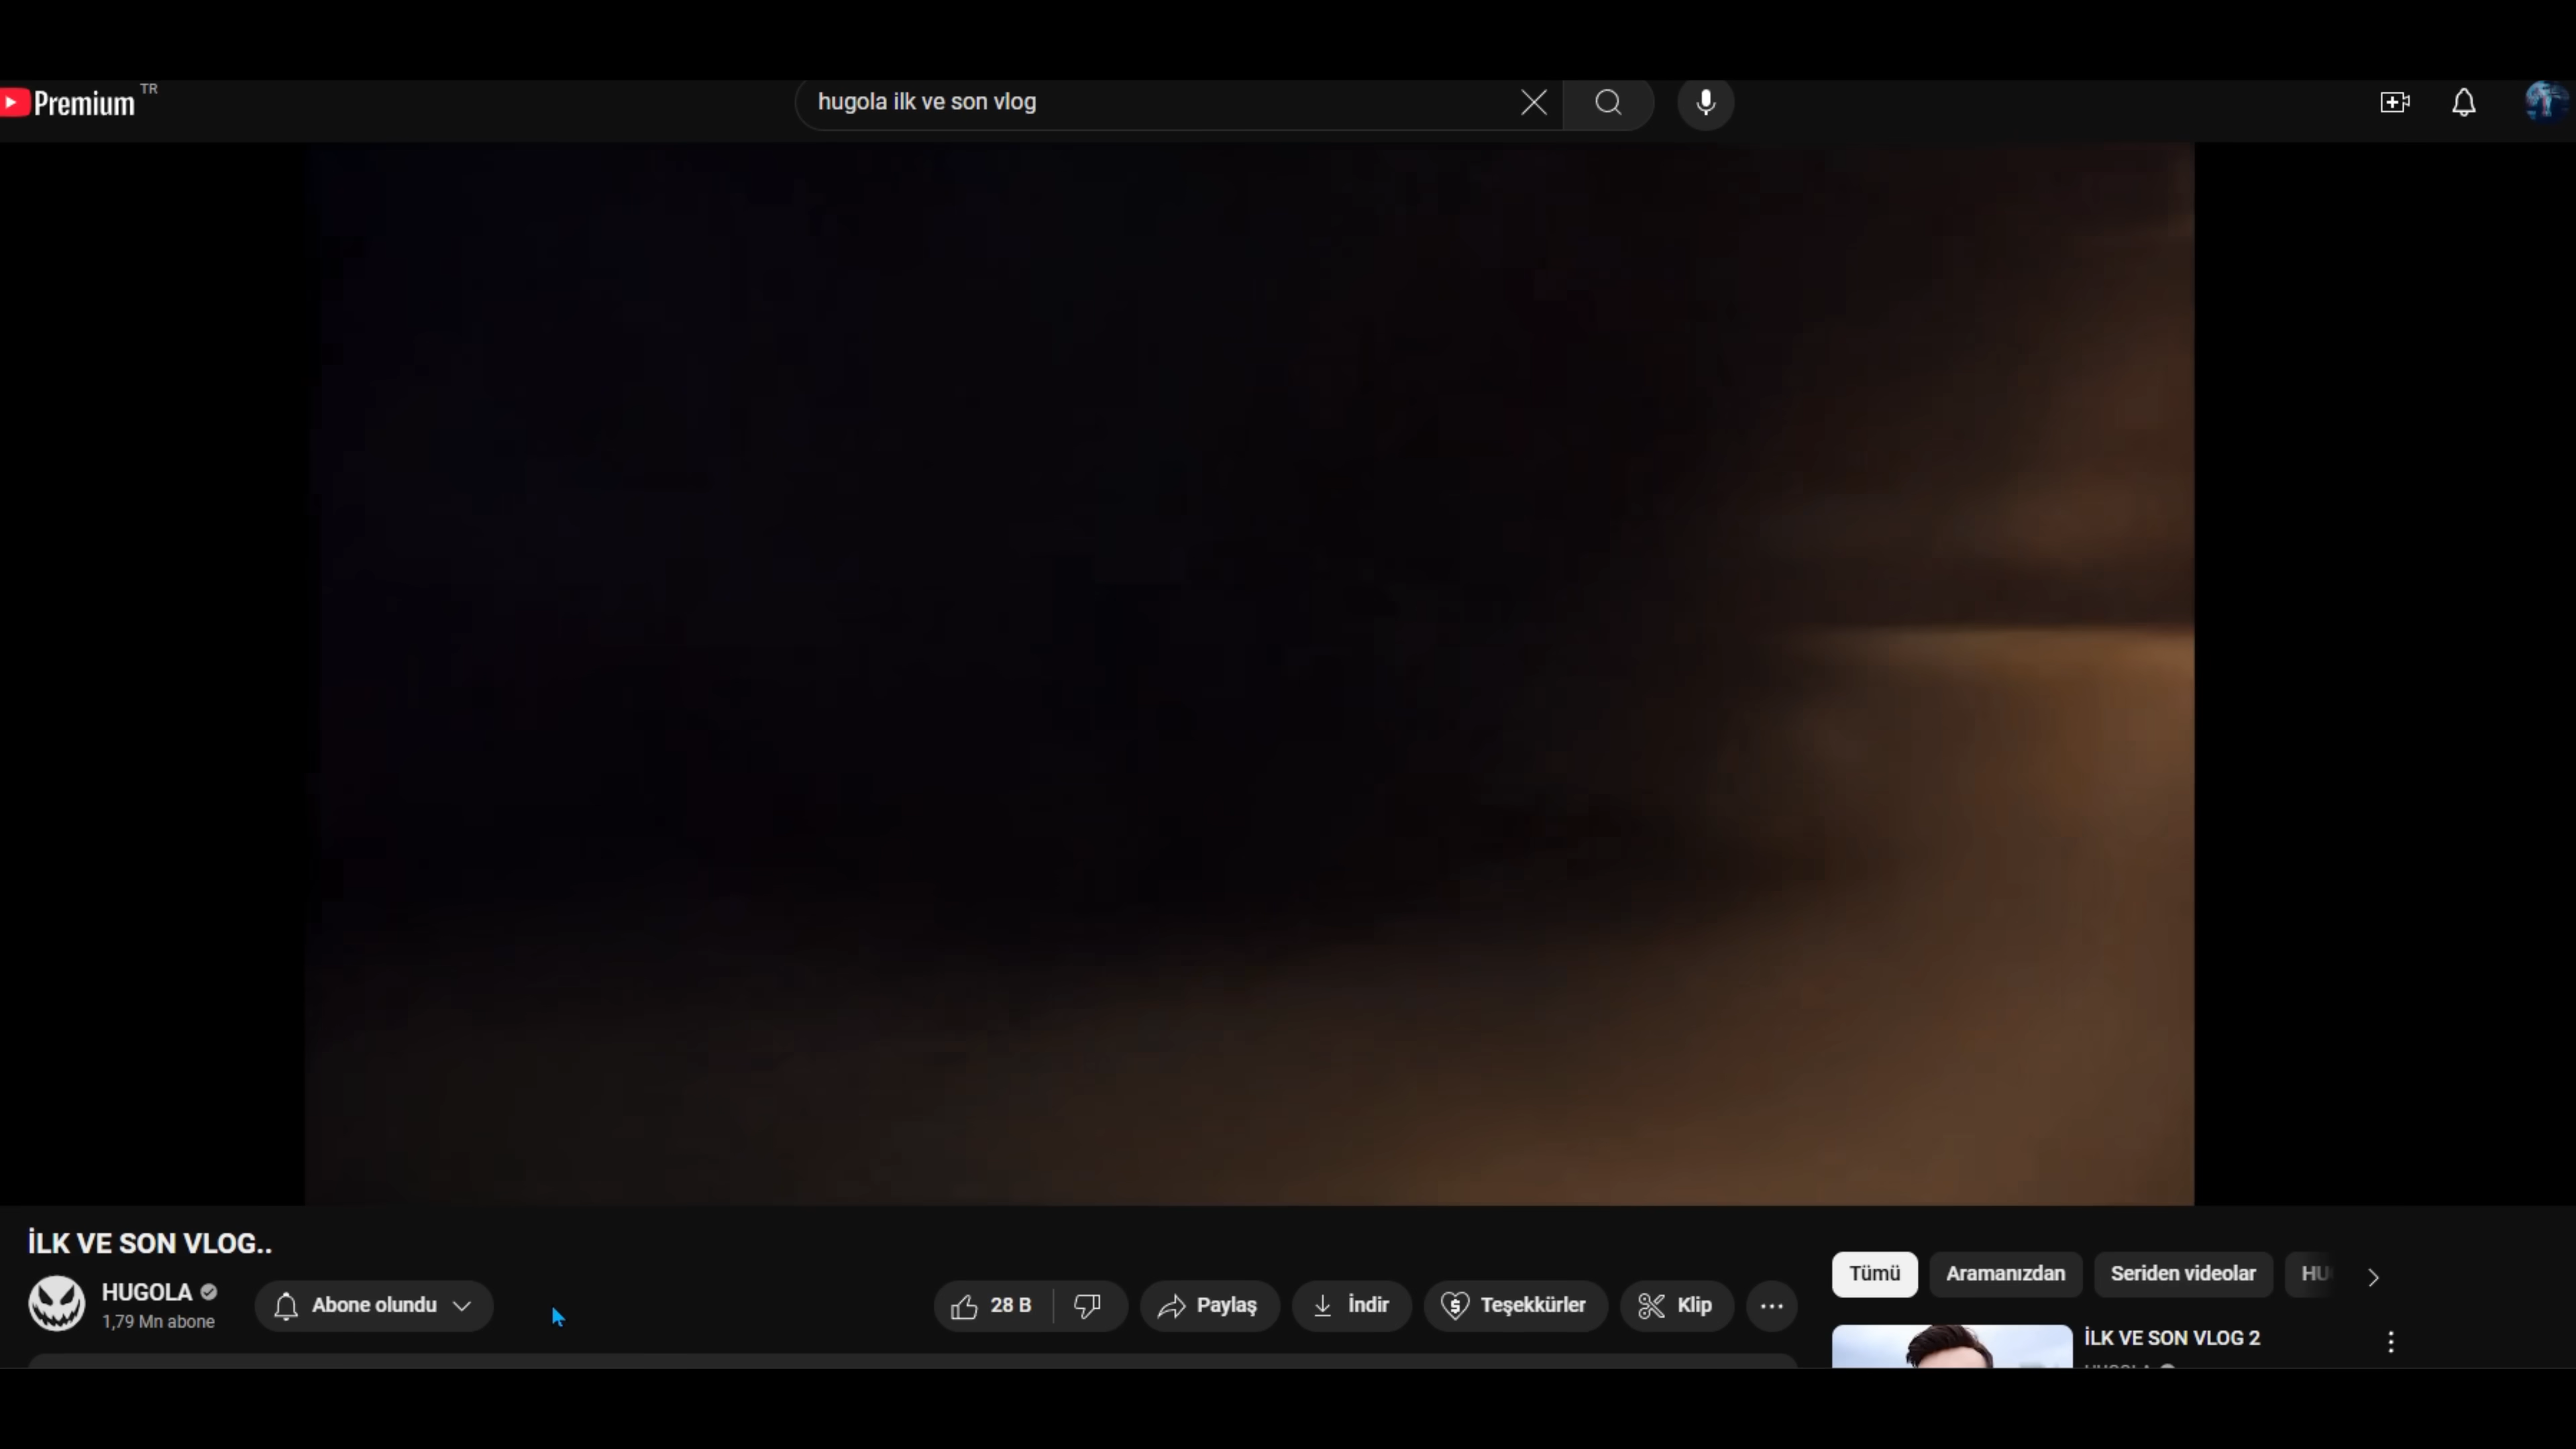 Premium TR
hugola ilk ve son vlog
İLK VE SON VLOG..
HUGOLA
1,79 Mn abone
Abone olundu
28 B
Paylaş
İndir
Teşekkürler
Klip
Tümü
Aramanızdan
Seriden videolar
İLK VE SON VLOG 2